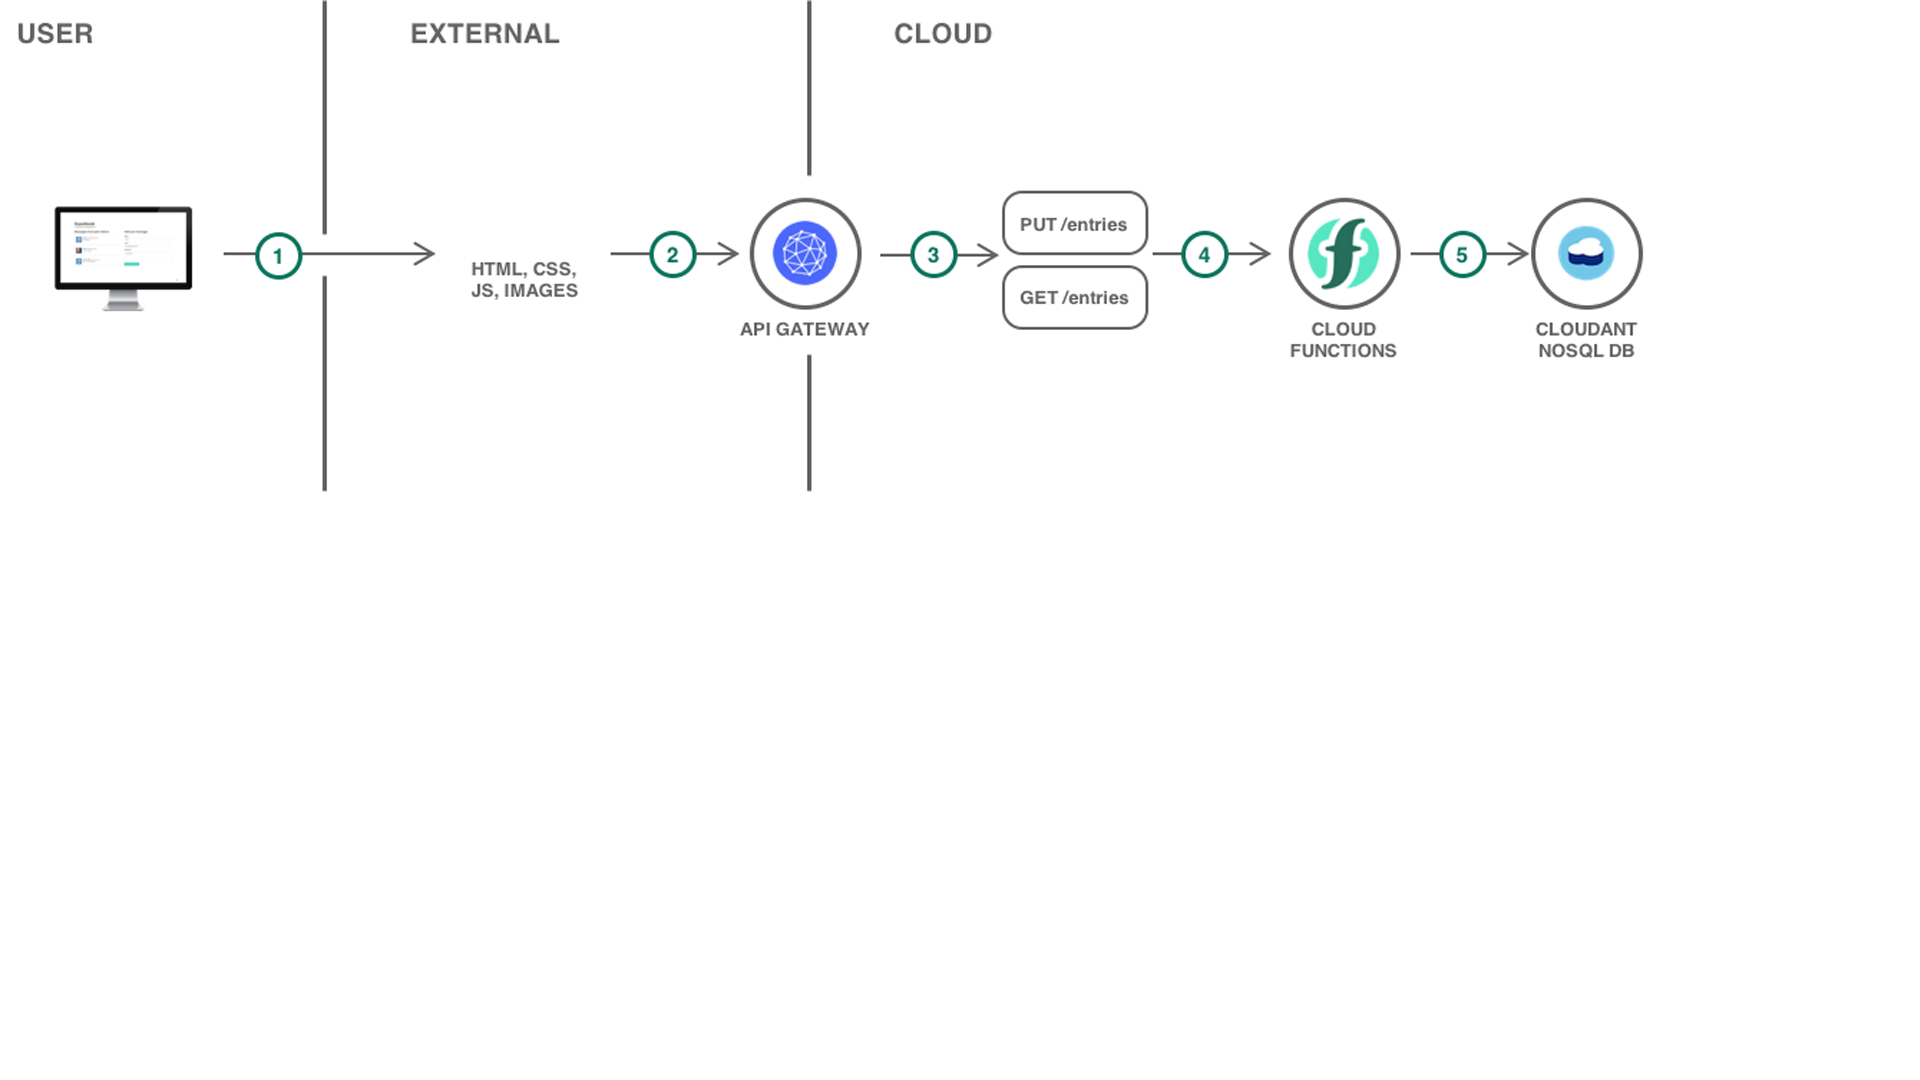 USER
EXTERNAL
CLOUD
1
HTML, CSS,
JS, IMAGES
2
API GATEWAY
3
PUT /entries
GET /entries
4
CLOUD
FUNCTIONS
5
CLOUDANT
NOSQL DB